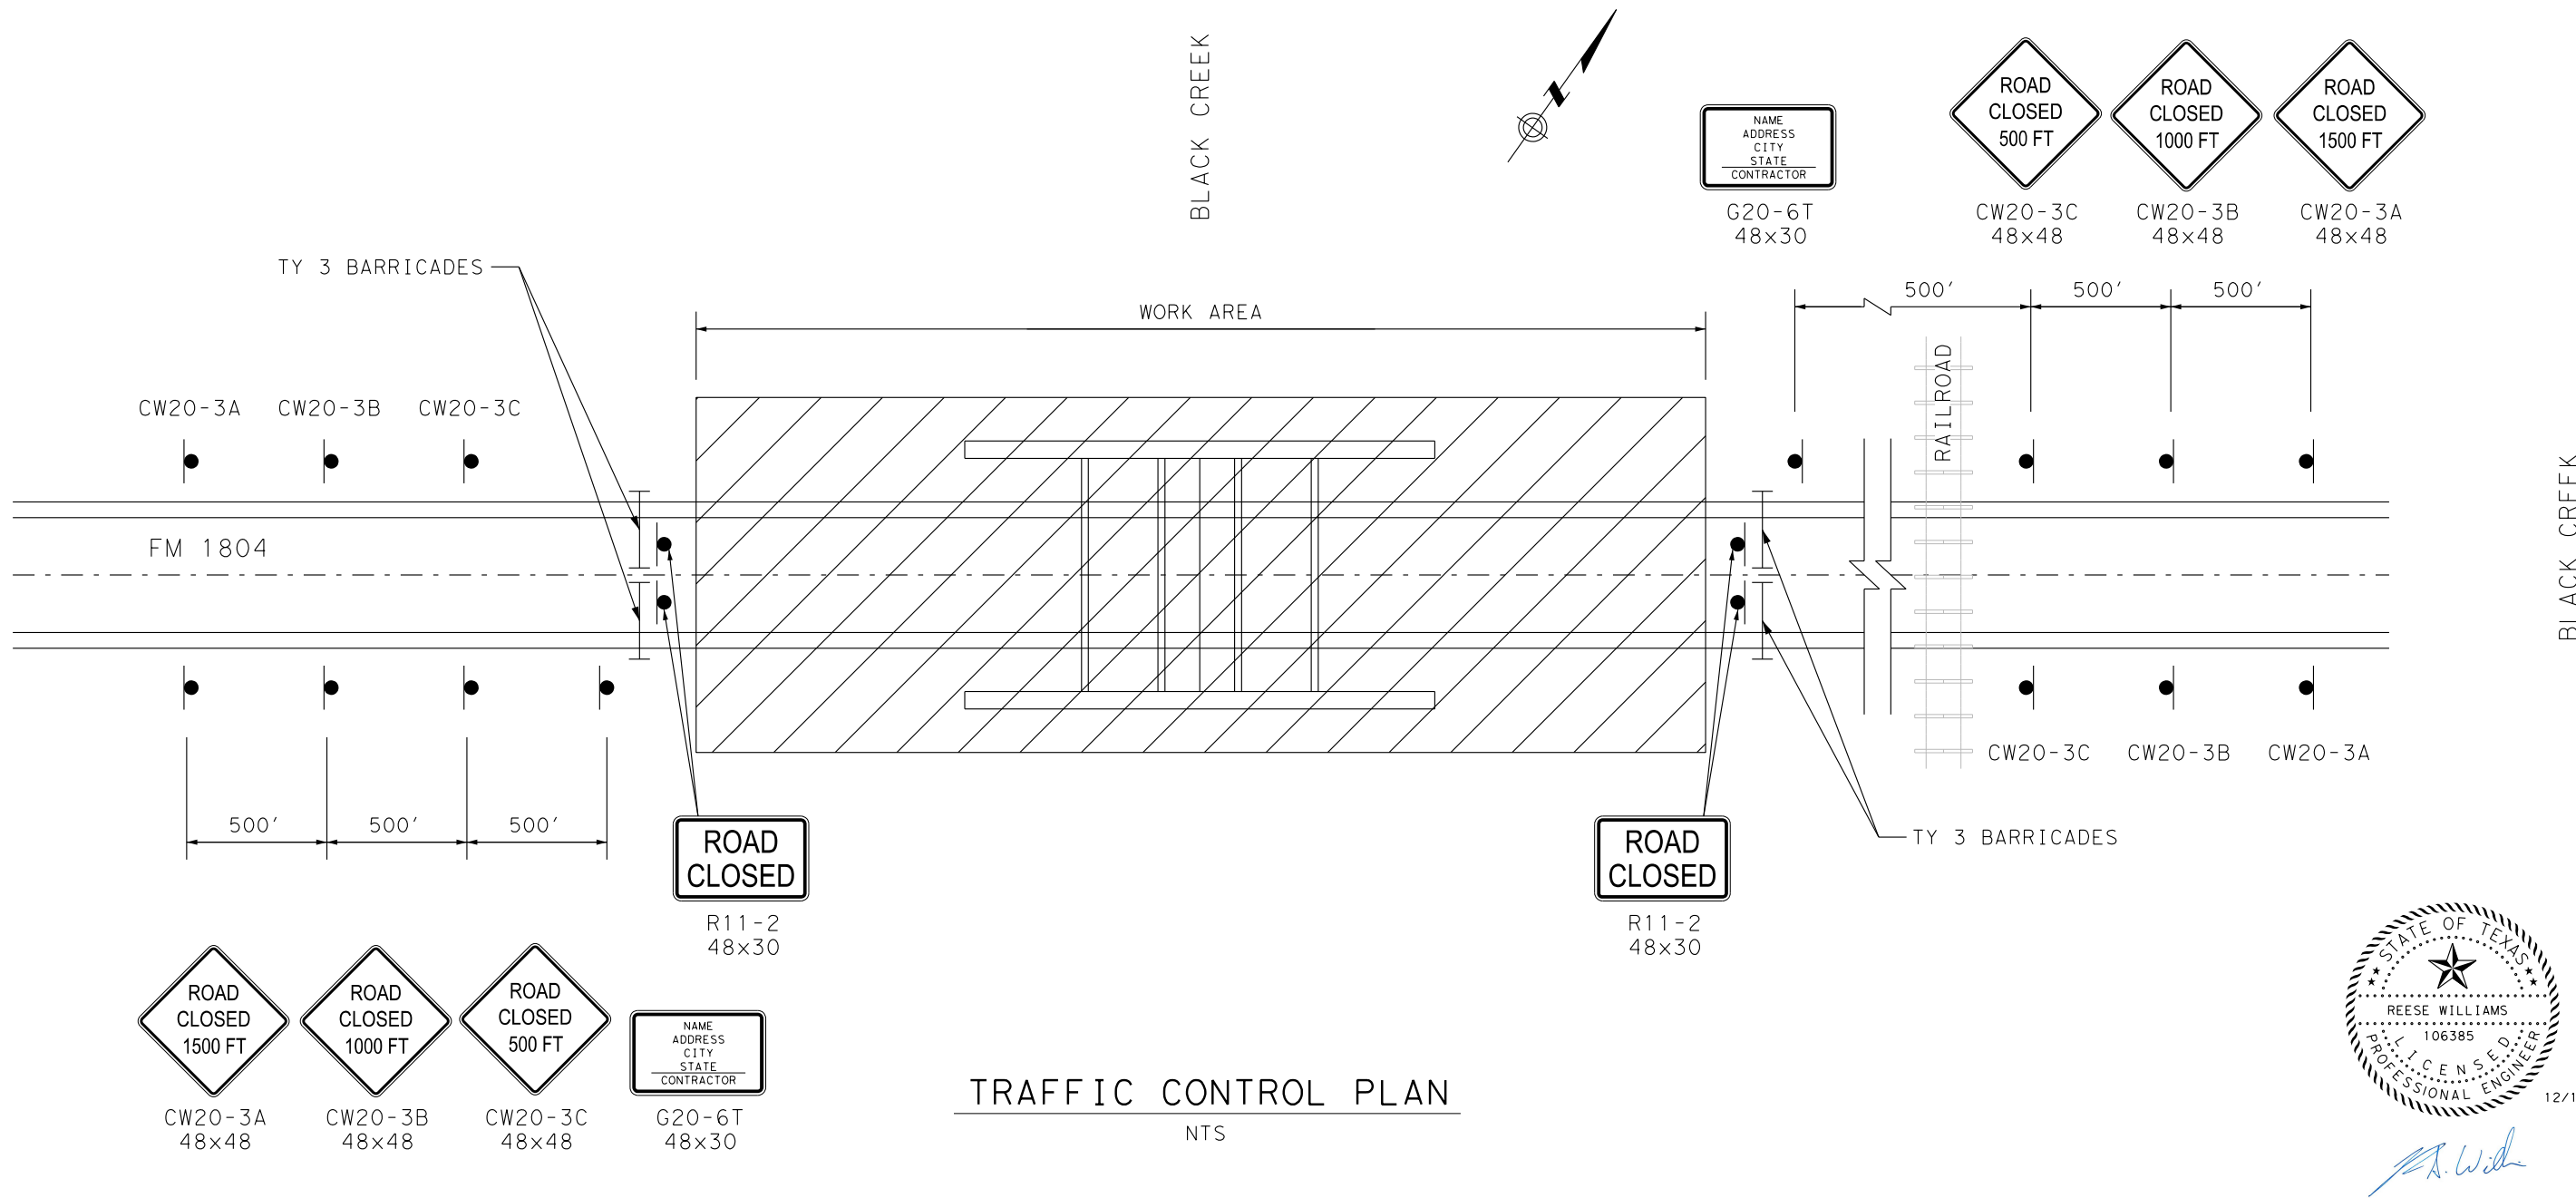 BLACK CREEK
ROAD
CLOSED
500 FT
CW20-3C
48x48
ROAD
CLOSED
1000 FT
CW20-3B
48x48
ROAD
CLOSED
1500 FT
CW20-3A
48x48
NAME
ADDRESS
CITY
STATE
CONTRACTOR
G20-6T
48x30
TY 3 BARRICADES
WORK AREA
500' 500' 500'
RAILROAD
CW20-3A CW20-3B CW20-3C
BLACK CREEK
FM 1804
CW20-3C CW20-3B CW20-3A
500' 500' 500'
TY 3 BARRICADES
ROAD
CLOSED
R11-2
48x30
ROAD
CLOSED
R11-2
48x30
ROAD
CLOSED
1500 FT
CW20-3A
48x48
ROAD
CLOSED
1000 FT
CW20-3B
48x48
ROAD
CLOSED
500 FT
CW20-3C
48x48
NAME
ADDRESS
CITY
STATE
CONTRACTOR
G20-6T
48x30
TRAFFIC CONTROL PLAN
NTS
STATE OF TEXAS
REESE WILLIAMS
106385
LICENSED
PROFESSIONAL ENGINEER
12/1